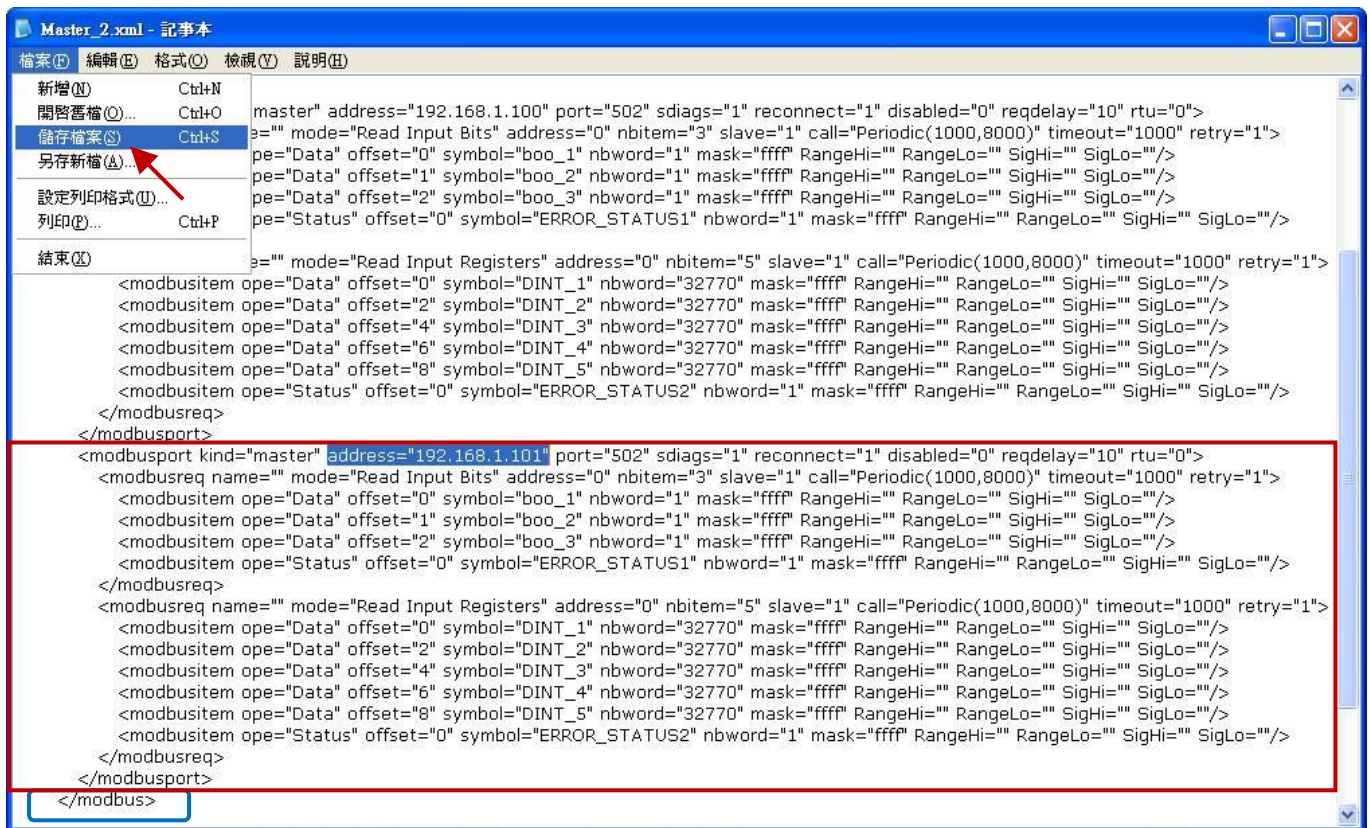 Master_2.xml - 記事本
檔案(F) 編輯(E) 格式(O) 檢視(V) 說明(H)
新增(N) Ctrl+N
開啓舊檔(O)... Ctrl+O
儲存檔案(S) Ctrl+S
另存新檔(A)...
設定列印格式(U)...
列印(P)... Ctrl+P
結束(X)
master" address="192.168.1.100" port="502" sdiags="1" reconnect="1" disabled="0" reqdelay="10" rtu="0">
="" mode="Read Input Bits" address="0" nbitem="3" slave="1" call="Periodic(1000,8000)" timeout="1000" retry="1">
pe="Data" offset="0" symbol="boo_1" nbword="1" mask="ffff" RangeHi="" RangeLo="" SigHi="" SigLo=""/>
pe="Data" offset="1" symbol="boo_2" nbword="1" mask="ffff" RangeHi="" RangeLo="" SigHi="" SigLo=""/>
pe="Data" offset="2" symbol="boo_3" nbword="1" mask="ffff" RangeHi="" RangeLo="" SigHi="" SigLo=""/>
pe="Status" offset="0" symbol="ERROR_STATUS1" nbword="1" mask="ffff" RangeHi="" RangeLo="" SigHi="" SigLo=""/>
="" mode="Read Input Registers" address="0" nbitem="5" slave="1" call="Periodic(1000,8000)" timeout="1000" retry="1">
<modbusitem ope="Data" offset="0" symbol="DINT_1" nbword="32770" mask="ffff" RangeHi="" RangeLo="" SigHi="" SigLo=""/>
<modbusitem ope="Data" offset="2" symbol="DINT_2" nbword="32770" mask="ffff" RangeHi="" RangeLo="" SigHi="" SigLo=""/>
<modbusitem ope="Data" offset="4" symbol="DINT_3" nbword="32770" mask="ffff" RangeHi="" RangeLo="" SigHi="" SigLo=""/>
<modbusitem ope="Data" offset="6" symbol="DINT_4" nbword="32770" mask="ffff" RangeHi="" RangeLo="" SigHi="" SigLo=""/>
<modbusitem ope="Data" offset="8" symbol="DINT_5" nbword="32770" mask="ffff" RangeHi="" RangeLo="" SigHi="" SigLo=""/>
<modbusitem ope="Status" offset="0" symbol="ERROR_STATUS2" nbword="1" mask="ffff" RangeHi="" RangeLo="" SigHi="" SigLo=""/>
</modbusreq>
</modbusport>
<modbusport kind="master" address="192.168.1.101" port="502" sdiags="1" reconnect="1" disabled="0" reqdelay="10" rtu="0">
<modbusreq name="" mode="Read Input Bits" address="0" nbitem="3" slave="1" call="Periodic(1000,8000)" timeout="1000" retry="1">
<modbusitem ope="Data" offset="0" symbol="boo_1" nbword="1" mask="ffff" RangeHi="" RangeLo="" SigHi="" SigLo=""/>
<modbusitem ope="Data" offset="1" symbol="boo_2" nbword="1" mask="ffff" RangeHi="" RangeLo="" SigHi="" SigLo=""/>
<modbusitem ope="Data" offset="2" symbol="boo_3" nbword="1" mask="ffff" RangeHi="" RangeLo="" SigHi="" SigLo=""/>
<modbusitem ope="Status" offset="0" symbol="ERROR_STATUS1" nbword="1" mask="ffff" RangeHi="" RangeLo="" SigHi="" SigLo=""/>
</modbusreq>
<modbusreq name="" mode="Read Input Registers" address="0" nbitem="5" slave="1" call="Periodic(1000,8000)" timeout="1000" retry="1">
<modbusitem ope="Data" offset="0" symbol="DINT_1" nbword="32770" mask="ffff" RangeHi="" RangeLo="" SigHi="" SigLo=""/>
<modbusitem ope="Data" offset="2" symbol="DINT_2" nbword="32770" mask="ffff" RangeHi="" RangeLo="" SigHi="" SigLo=""/>
<modbusitem ope="Data" offset="4" symbol="DINT_3" nbword="32770" mask="ffff" RangeHi="" RangeLo="" SigHi="" SigLo=""/>
<modbusitem ope="Data" offset="6" symbol="DINT_4" nbword="32770" mask="ffff" RangeHi="" RangeLo="" SigHi="" SigLo=""/>
<modbusitem ope="Data" offset="8" symbol="DINT_5" nbword="32770" mask="ffff" RangeHi="" RangeLo="" SigHi="" SigLo=""/>
<modbusitem ope="Status" offset="0" symbol="ERROR_STATUS2" nbword="1" mask="ffff" RangeHi="" RangeLo="" SigHi="" SigLo=""/>
</modbusreq>
</modbusport>
</modbus>